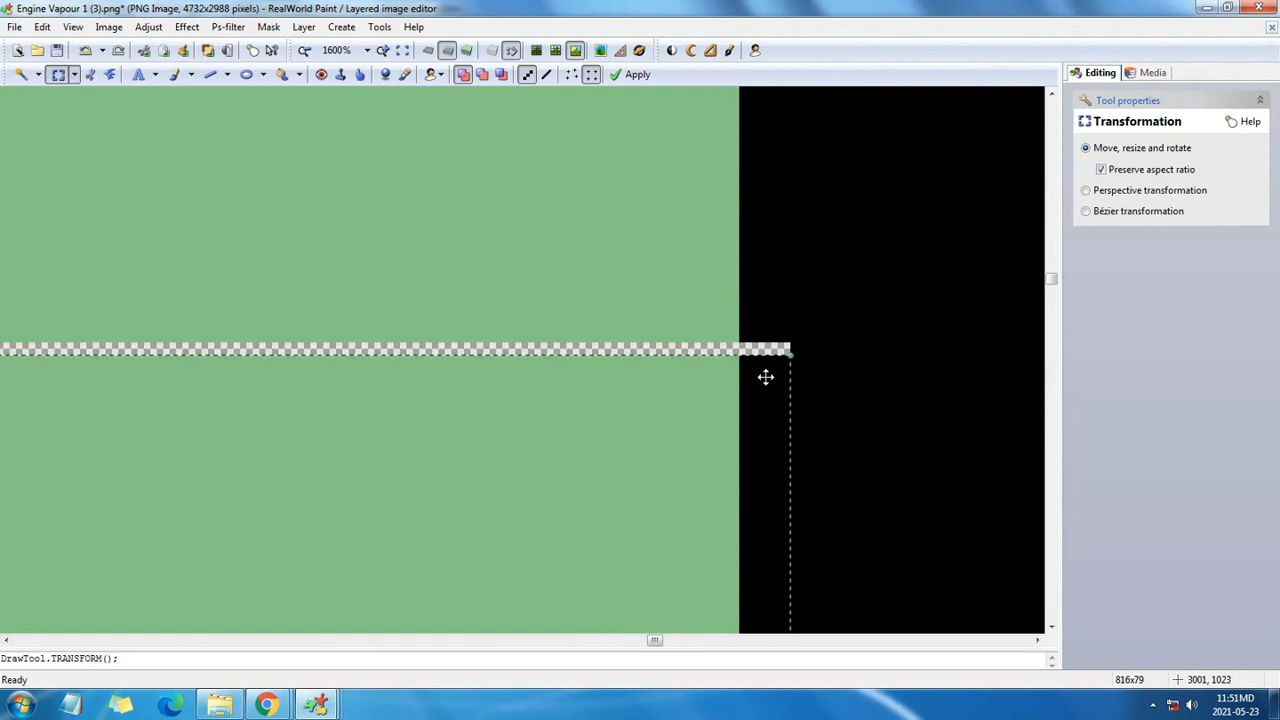 Engine Vapour 1 (3).png* (PNG Image, 4732x2988 pixels) - RealWorld Paint / Layered image editor
File Edit View Image Adjust Effect Ps-filter Mask Layer Create Tools Help
1600%
Apply
Editing Media
Tool properties
Transformation Help
Move, resize and rotate
Preserve aspect ratio
Perspective transformation
Bézier transformation
DrawTool.TRANSFORM();
Ready 816x79 3001, 1023
11:51MD
2021-05-23